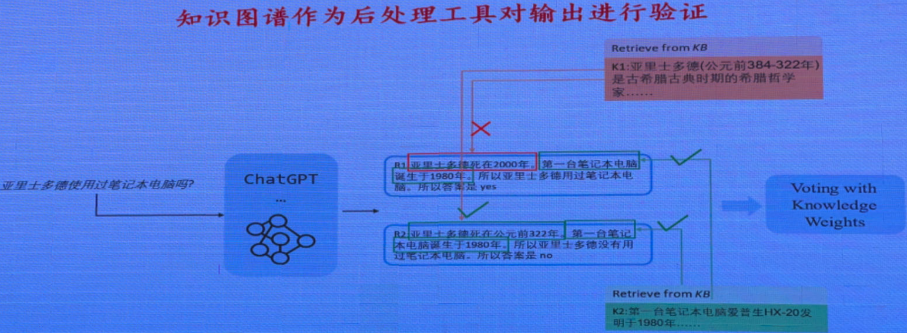 知识图谱作为后处理工具对输出进行验证
Retrieve from KB
K1:亚里士多德(公元前384-322年)
是古希腊古典时期的希腊哲学
家......
亚里士多德使用过笔记本电脑吗?
ChatGPT
...
R1:亚里士多德死在2000年。第一台笔记本电脑
诞生于1980年。所以亚里士多德用过笔记本电
脑。所以答案是 yes
R2:亚里士多德死在公元前322年。第一台笔记
本电脑诞生于1980年。所以亚里士多德没有用
过笔记本电脑。所以答案是 no
Voting with
Knowledge
Weights
Retrieve from KB
K2:第一台笔记本电脑爱普生HX-20发
明于1980年......